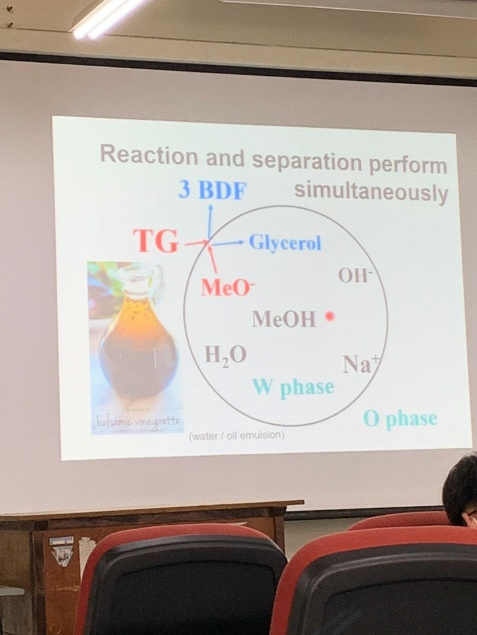 Reaction and separation perform
simultaneously
3 BDF
TG
Glycerol
MeO⁻
OH⁻
MeOH
H₂O
Na⁺
W phase
O phase
balsamic vinaigrette
(water / oil emulsion)